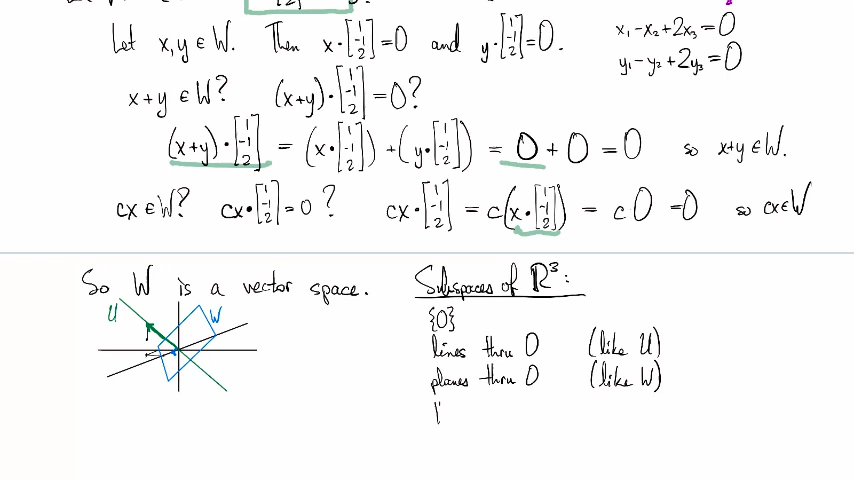 [2]
Let x, y ∈ W. Then x · [1 -1 2] = 0 and y · [1 -1 2] = 0.
x₁ - x₂ + 2x₃ = 0
y₁ - y₂ + 2y₃ = 0
x+y ∈ W? (x+y) · [1 -1 2] = 0?
(x+y) · [1 -1 2] = (x · [1 -1 2]) + (y · [1 -1 2]) = 0 + 0 = 0 so x+y ∈ W.
cx ∈ W? cx · [1 -1 2] = 0? cx · [1 -1 2] = c(x · [1 -1 2]) = c 0 = 0 so cx ∈ W
So W is a vector space.
U
W
Subspaces of ℝ³:
{0}
lines thru 0 (like U)
planes thru 0 (like W)